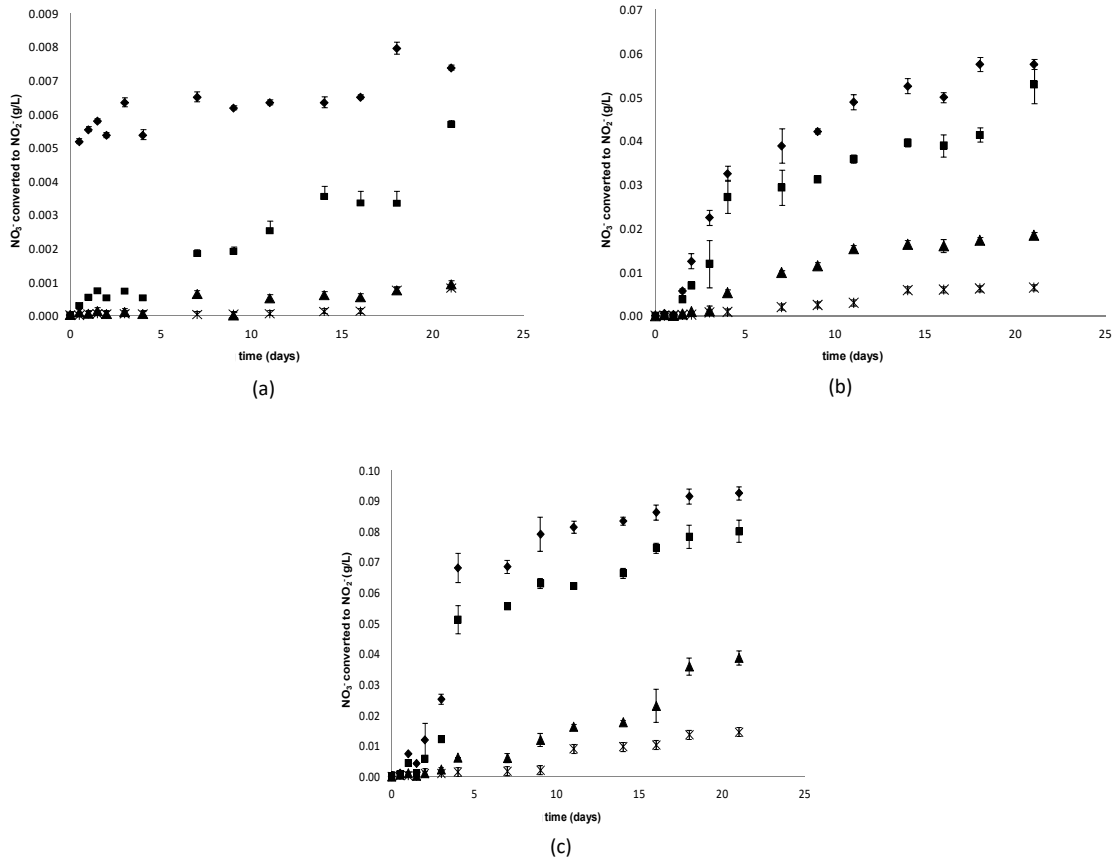 0.009
0.008
0.007
0.006
0.005
0.004
0.003
0.002
0.001
0.000
NO₃⁻ converted to NO₂⁻ (g/L)
0 5 10 15 20 25
time (days)
(a)
0.07
0.06
0.05
0.04
0.03
0.02
0.01
0.00
NO₃⁻ converted to NO₂⁻ (g/L)
0 5 10 15 20 25
time (days)
(b)
0.10
0.09
0.08
0.07
0.06
0.05
0.04
0.03
0.02
0.01
0.00
NO₃⁻ converted to NO₂⁻ (g/L)
0 5 10 15 20 25
time (days)
(c)